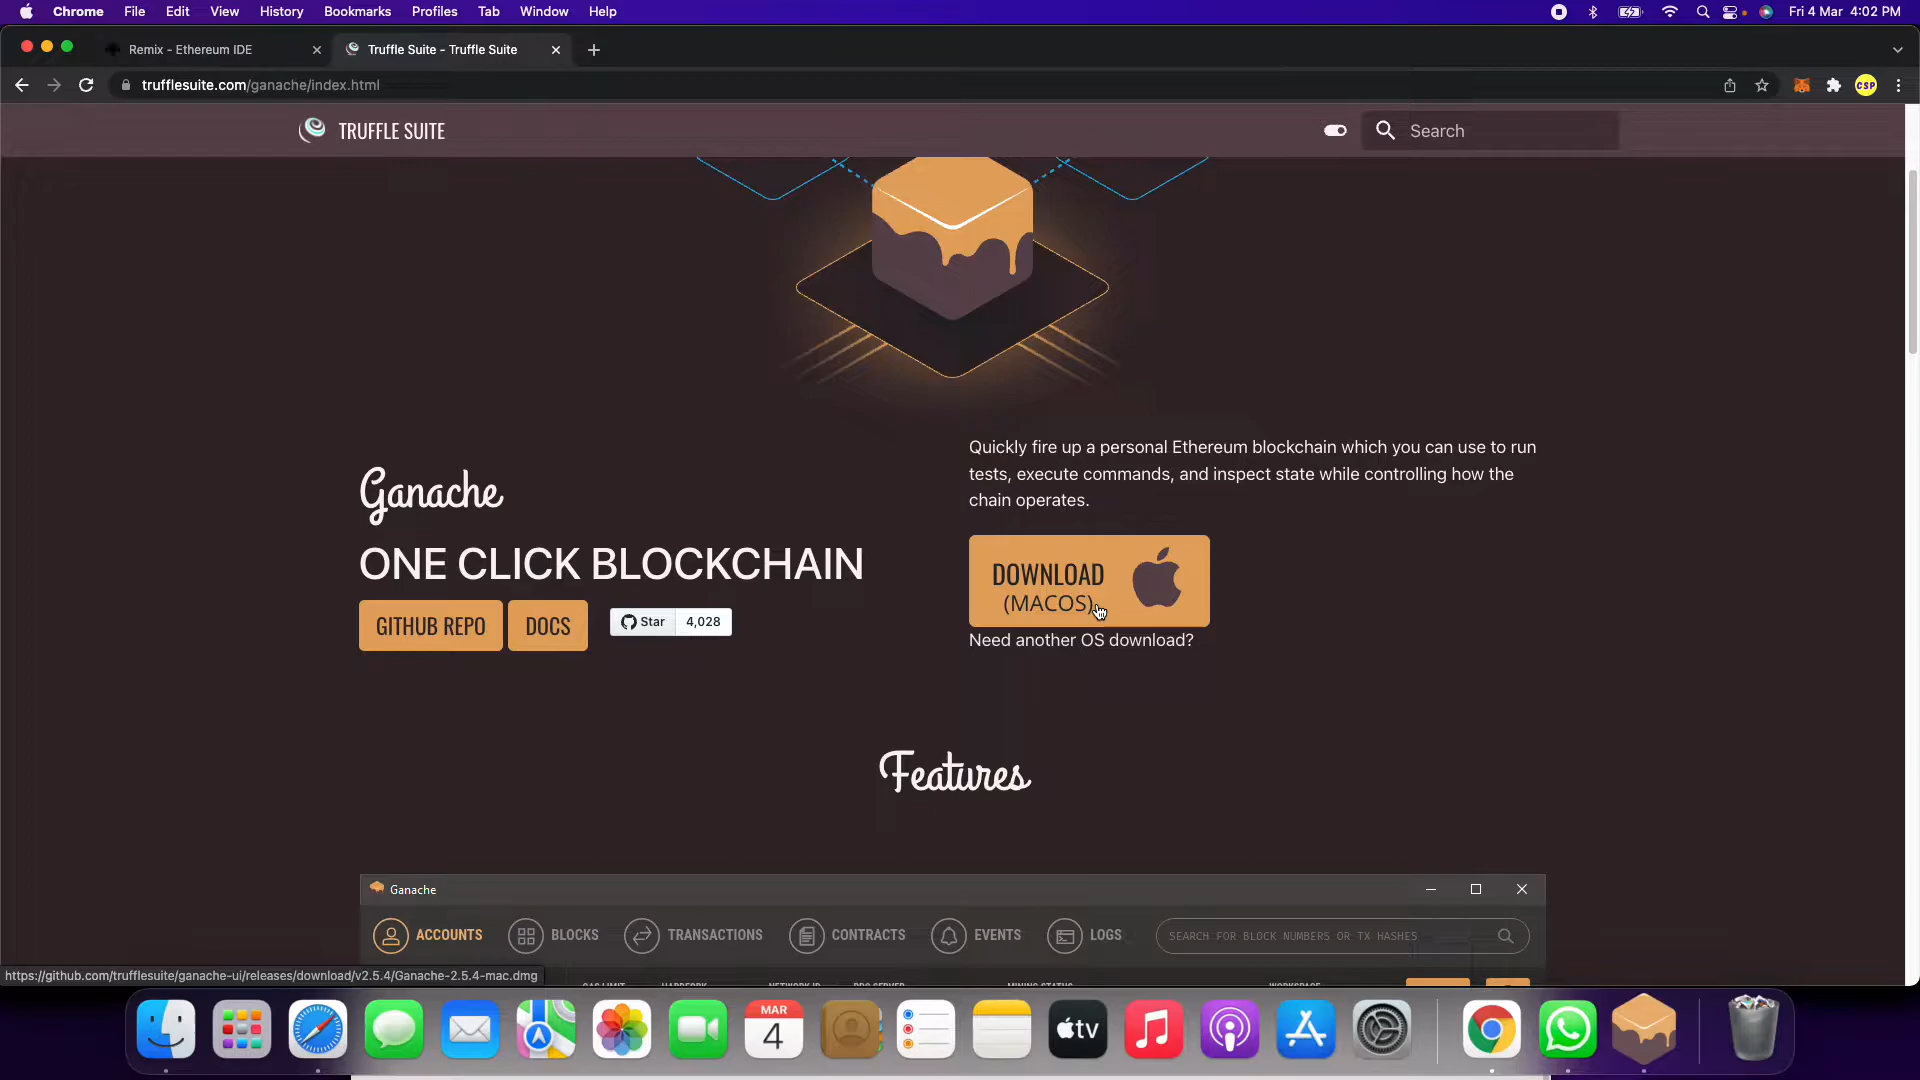 Chrome File Edit View History Bookmarks Profiles Tab Window Help Fri 4 Mar 4:02 PM
Remix - Ethereum IDE Truffle Suite - Truffle Suite
trufflesuite.com/ganache/index.html CSP
TRUFFLE SUITE Search
Quickly fire up a personal Ethereum blockchain which you can use to run
tests, execute commands, and inspect state while controlling how the
chain operates.
Ganache
ONE CLICK BLOCKCHAIN
GITHUB REPO DOCS Star 4,028
DOWNLOAD
(MACOS)
Need another OS download?
Features
Ganache
ACCOUNTS BLOCKS TRANSACTIONS CONTRACTS EVENTS LOGS SEARCH FOR BLOCK NUMBERS OR TX HASHES
https://github.com/trufflesuite/ganache-ui/releases/download/v2.5.4/Ganache-2.5.4-mac.dmg
MAR
4
tv